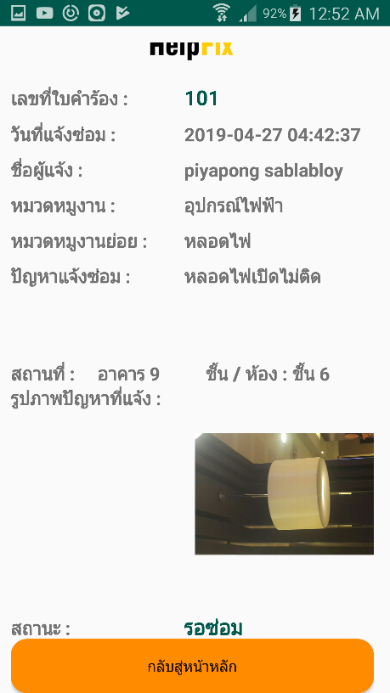 92% 12:52 AM
HelpFix
เลขที่ใบคำร้อง : 101
วันที่แจ้งซ่อม : 2019-04-27 04:42:37
ชื่อผู้แจ้ง : piyapong sablabloy
หมวดหมู่งาน : อุปกรณ์ไฟฟ้า
หมวดหมู่งานย่อย : หลอดไฟ
ปัญหาแจ้งซ่อม : หลอดไฟเปิดไม่ติด
สถานที่ : อาคาร 9 ชั้น / ห้อง : ชั้น 6
รูปภาพปัญหาที่แจ้ง :
สถานะ : รอซ่อม
กลับสู่หน้าหลัก